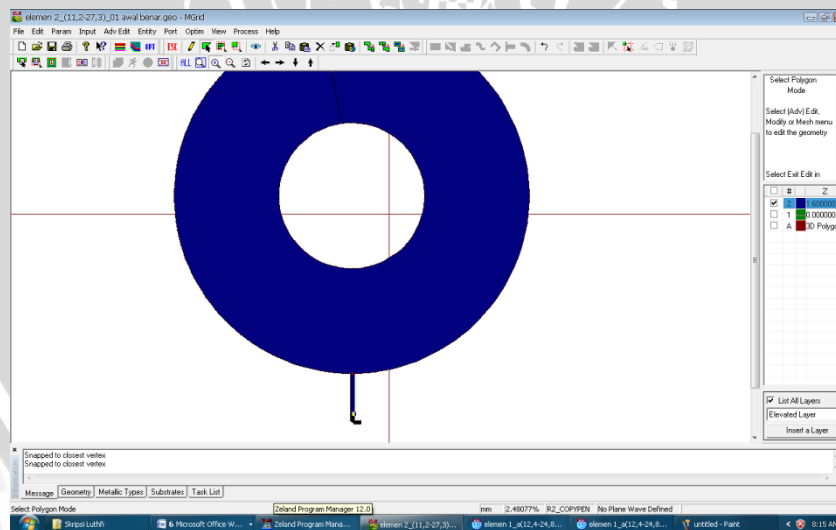 elemen 2_(11,2-27,3)_01 awal benar.geo - MGrid
File Edit Param Input Adv Edit Entity Port Optim View Process Help
ESC
ALL
Select Polygon
Mode
Select (Adv) Edit,
Modify or Mesh menu
to edit the geometry
Select Exit Edit in
# Z
2 1.600000
1 0.000000
A 3D Polyg
List All Layers
Elevated Layer
Insert a Layer
Snapped to closest vertex
Snapped to closest vertex
Message Geometry Metallic Types Substrates Task List
Select Polygon Mode Zeland Program Manager 12.0 mm 2.48077% R2_COPYPEN No Plane Wave Defined
Skripsi Luthfi 6 Microsoft Office W... Zeland Program Mana... elemen 2_(11,2-27,3)... elemen 1_a(12,4-24,8... elemen 1_a(12,4-24,8... untitled - Paint 8:15 AM